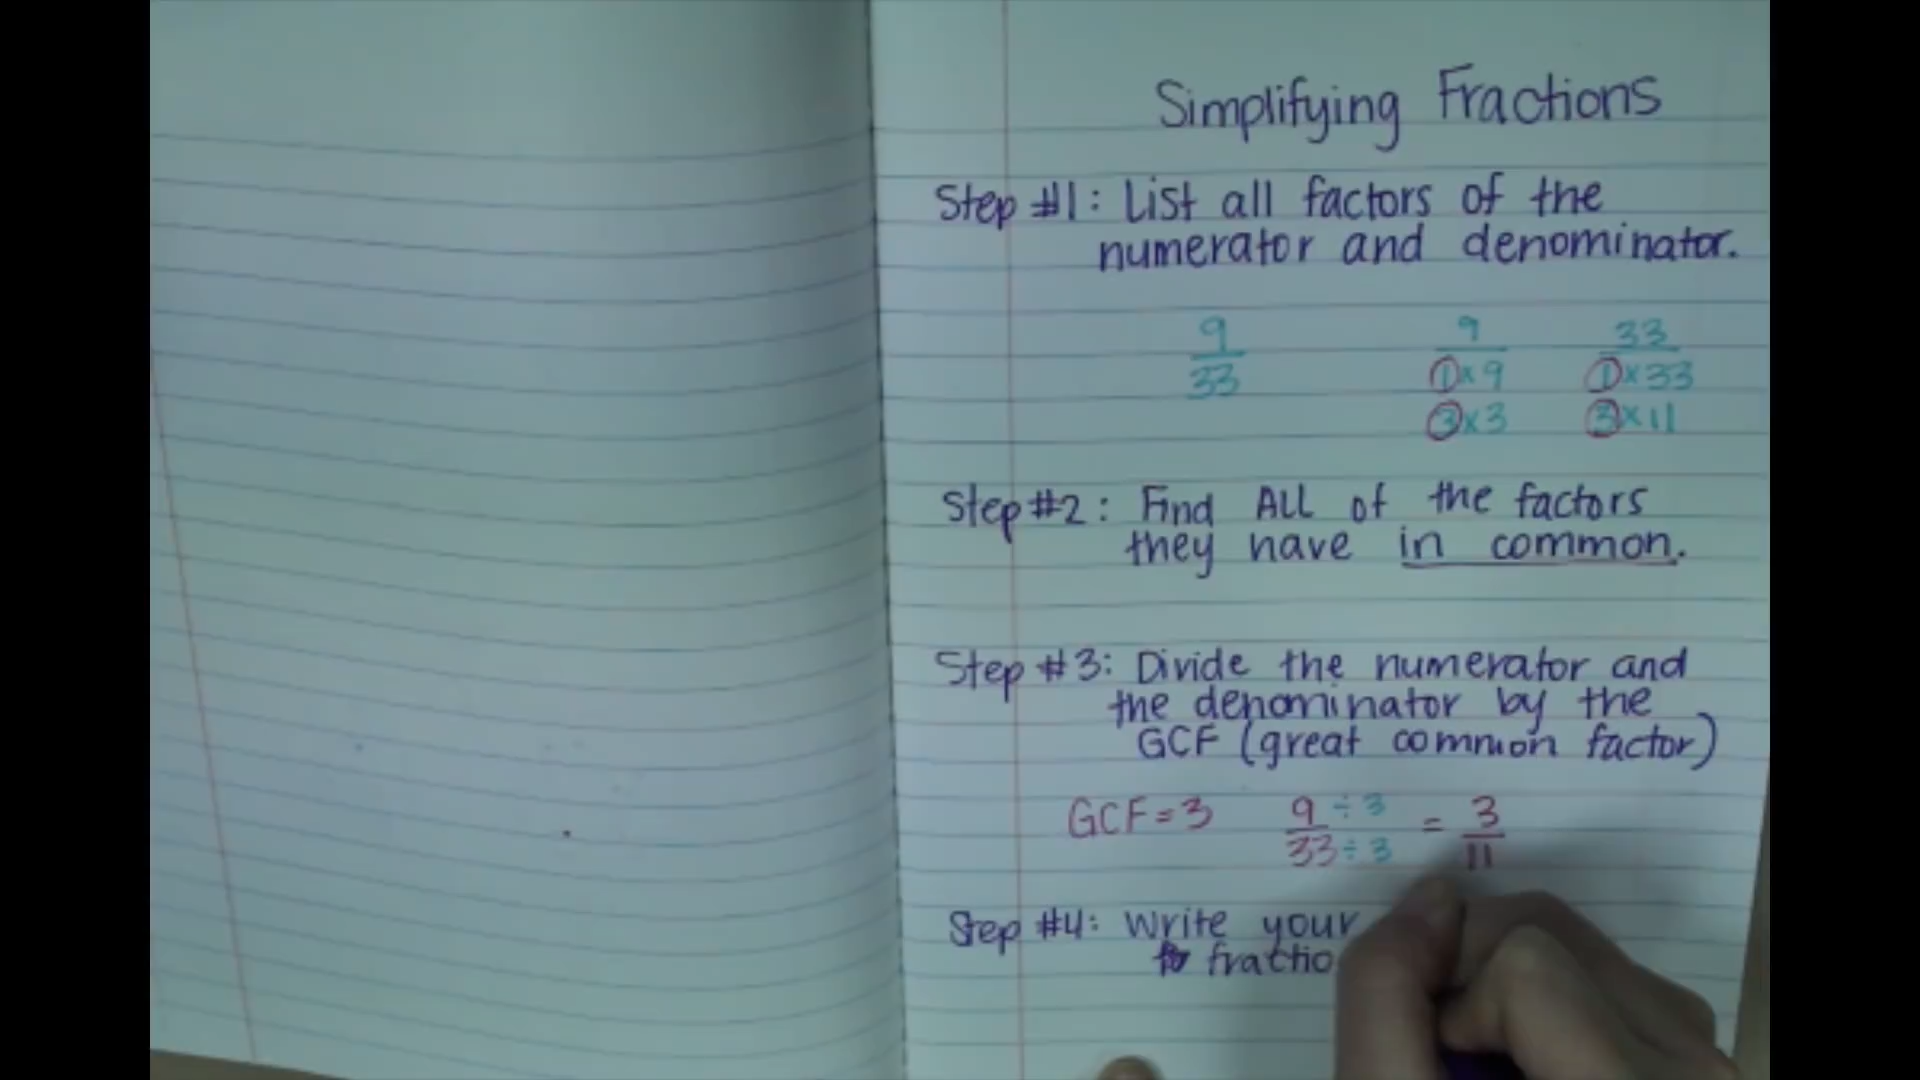 Simplifying Fractions
Step #1: List all factors of the
numerator and denominator.
9 9 33
33 1x9 1x33
3x3 3x11
Step #2: Find ALL of the factors
they have in common.
Step #3: Divide the numerator and
the denominator by the
GCF (great common factor)
GCF=3 9 ÷ 3 = 3
33 ÷ 3 11
Step #4: Write your
fractio